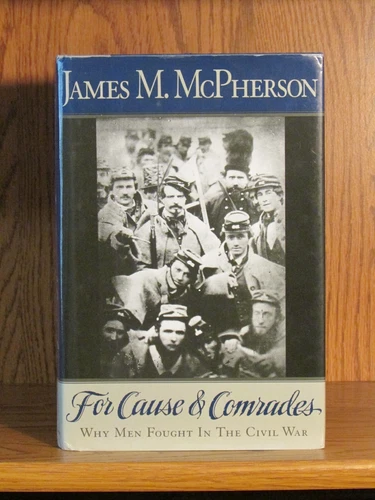 JAMES M. MCPHERSON
For Cause & Comrades
WHY MEN FOUGHT IN THE CIVIL WAR